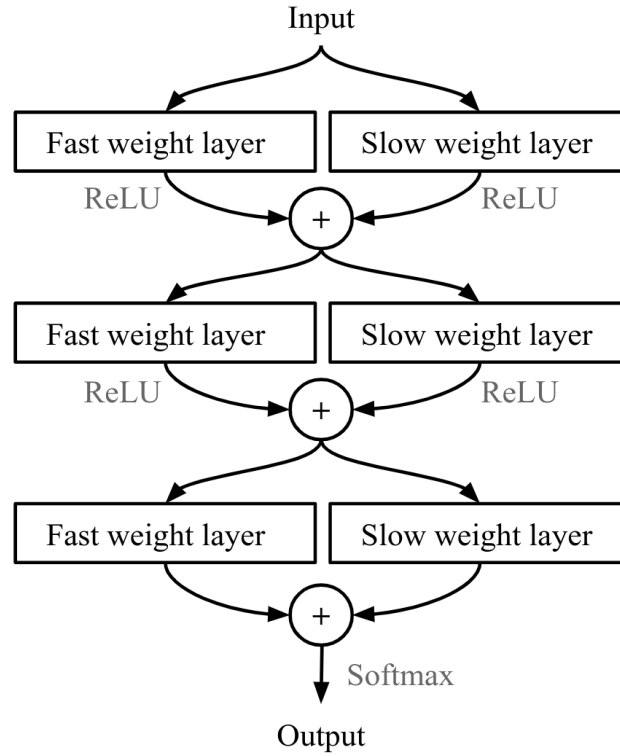 Input
Fast weight layer
Slow weight layer
ReLU
+
ReLU
Fast weight layer
Slow weight layer
ReLU
+
ReLU
Fast weight layer
Slow weight layer
+
Softmax
Output